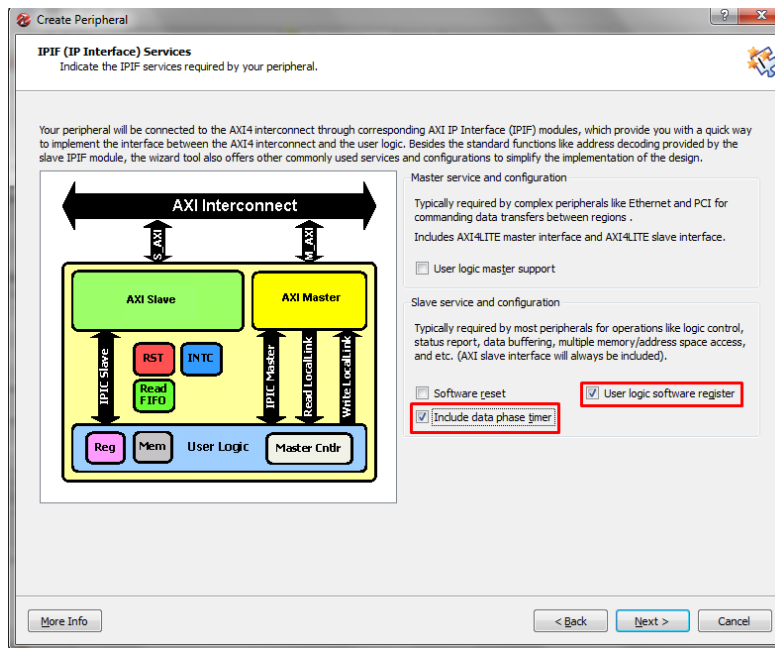 Create Peripheral
IPIF (IP Interface) Services
Indicate the IPIF services required by your peripheral.
Your peripheral will be connected to the AXI4 interconnect through corresponding AXI IP Interface (IPIF) modules, which provide you with a quick way
to implement the interface between the AXI4 interconnect and the user logic. Besides the standard functions like address decoding provided by the
slave IPIF module, the wizard tool also offers other commonly used services and configurations to simplify the implementation of the design.
AXI Interconnect
S_AXI
M_AXI
AXI Slave
AXI Master
IPIC Slave
RST
INTC
Read
FIFO
IPIC Master
Read LocalLink
Write LocalLink
Reg
Mem
User Logic
Master Cntlr
Master service and configuration
Typically required by complex peripherals like Ethernet and PCI for
commanding data transfers between regions .
Includes AXI4LITE master interface and AXI4LITE slave interface.
User logic master support
Slave service and configuration
Typically required by most peripherals for operations like logic control,
status report, data buffering, multiple memory/address space access,
and etc. (AXI slave interface will always be included).
Software reset
User logic software register
Include data phase timer
More Info
< Back
Next >
Cancel